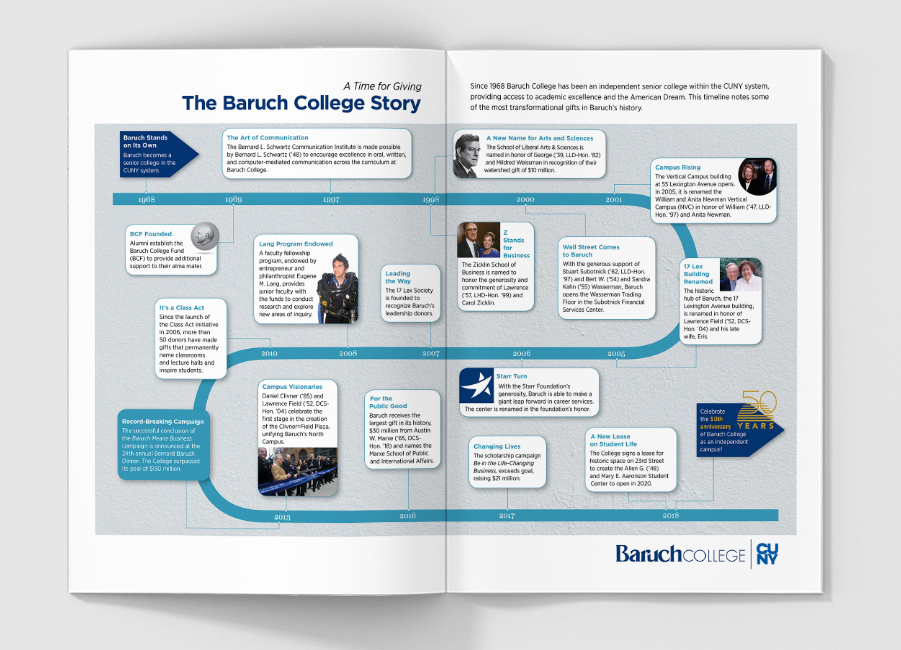 A Time for Giving
The Baruch College Story
Since 1968 Baruch College has been an independent senior college within the CUNY system,
providing access to academic excellence and the American Dream. This timeline notes some
of the most transformational gifts in Baruch's history.
Baruch Stands
on Its Own
Baruch becomes a
senior college in the
CUNY system.
The Art of Communication
The Bernard L. Schwartz Communication Institute is made possible
by Bernard L. Schwartz ('48) to encourage excellence in oral, written,
and computer-mediated communication across the curriculum at
Baruch College.
A New Name for Arts and Sciences
The School of Liberal Arts & Sciences is
named in honor of George ('39, LLD-Hon. '82)
and Mildred Weissman in recognition of their
watershed gift of $10 million.
Campus Rising
The Vertical Campus building
at 55 Lexington Avenue opens.
In 2005, it is renamed the
William and Anita Newman Vertical
Campus (NVC) in honor of William ('47, LLD-
Hon. '97) and Anita Newman.
1968
1969
1997
1998
2000
2001
BCF Founded
Alumni establish the
Baruch College Fund
(BCF) to provide additional
support to their alma mater.
Lang Program Endowed
A faculty fellowship
program, endowed by
entrepreneur and
philanthropist Eugene
M. Lang, provides
junior faculty with
the funds to conduct
research and explore
new areas of inquiry.
Leading
the Way
The 17 Lex Society
is founded to
recognize Baruch's
leadership donors.
Z
Stands
for
Business
The Zicklin School of
Business is named to honor
the generosity and
commitment of Lawrence
('57, LHD-Hon. '99) and
Carol Zicklin.
Wall Street Comes
to Baruch
With the generous support of
Stuart Subotnick ('62, LLD-Hon.
'97) and Bert W. ('54) and Sandra
Kahn ('55) Wasserman, Baruch
opens the Wasserman Trading
Floor in the Subotnick Financial
Services Center.
17 Lex
Building
Renamed
The historic
hub of Baruch, the 17
Lexington Avenue building,
is renamed in honor of
Lawrence Field ('52, DCS-
Hon. '04) and his late
wife, Eris.
It's a Class Act
Since the launch of
the Class Act initiative
in 2006, more than
50 donors have made
gifts that permanently
name classrooms
and lecture halls and
inspire students.
2010
2008
2007
2006
2005
Campus Visionaries
Daniel Clivner ('85) and
Lawrence Field ('52, DCS-
Hon. '04) celebrate the
first stage in the creation
of the Clivner=Field Plaza,
unifying Baruch's North
Campus.
For the
Public Good
Baruch receives the
largest gift in its history,
$30 million from Austin
W. Marxe ('65, DCS-
Hon. '16) and names the
Marxe School of Public
and International Affairs.
Starr Turn
With the Starr Foundation's
generosity, Baruch is able to make a
giant leap forward in career services.
The center is renamed in the foundation's honor.
Record-Breaking Campaign
The successful conclusion of
the Baruch Means Business
campaign is announced at the
24th annual Bernard Baruch
Dinner. The College surpassed
its goal of $150 million.
Changing Lives
The scholarship campaign
Be in the Life-Changing
Business, exceeds goal,
raising $21 million.
A New Lease
on Student Life
The College signs a lease for
historic space on 23rd Street
to create the Allen G. ('48)
and Mary E. Aaronson Student
Center to open in 2020.
Celebrate
the 50th
anniversary
of Baruch College
as an independent
campus!
50
YEARS
2013
2016
2017
2018
Baruch COLLEGE
CU
NY